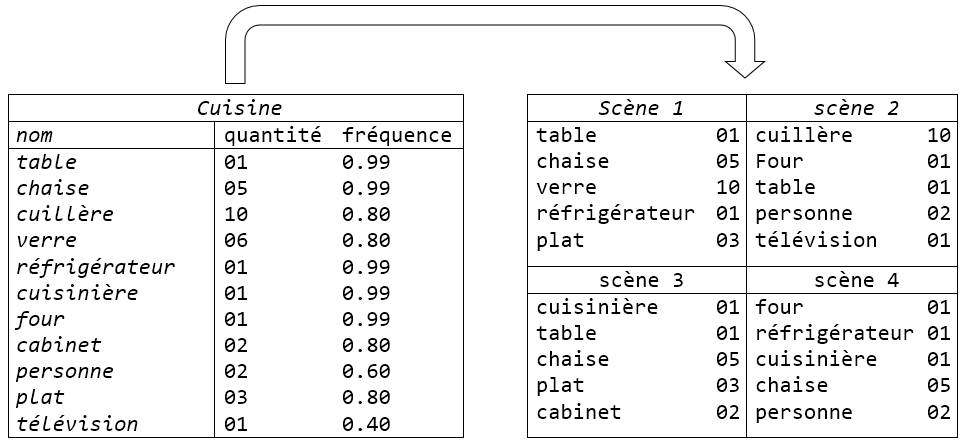 Cuisine
nom quantité fréquence
table 01 0.99
chaise 05 0.99
cuillère 10 0.80
verre 06 0.80
réfrigérateur 01 0.99
cuisinière 01 0.99
four 01 0.99
cabinet 02 0.80
personne 02 0.60
plat 03 0.80
télévision 01 0.40
Scène 1
table 01
chaise 05
verre 10
réfrigérateur 01
plat 03
scène 2
cuillère 10
Four 01
table 01
personne 02
télévision 01
scène 3
cuisinière 01
table 01
chaise 05
plat 03
cabinet 02
scène 4
four 01
réfrigérateur 01
cuisinière 01
chaise 05
personne 02